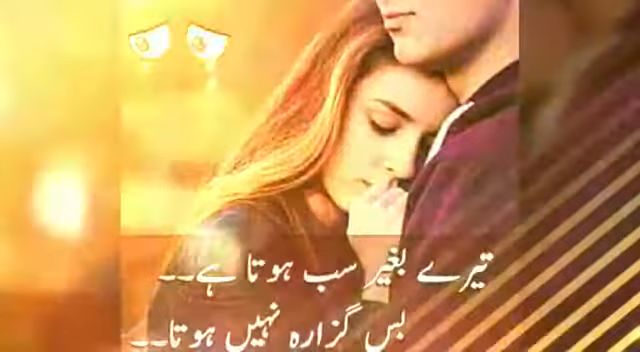 تیرے بغیر سب ہوتا ہے۔۔
بس گزارہ نہیں ہوتا۔۔